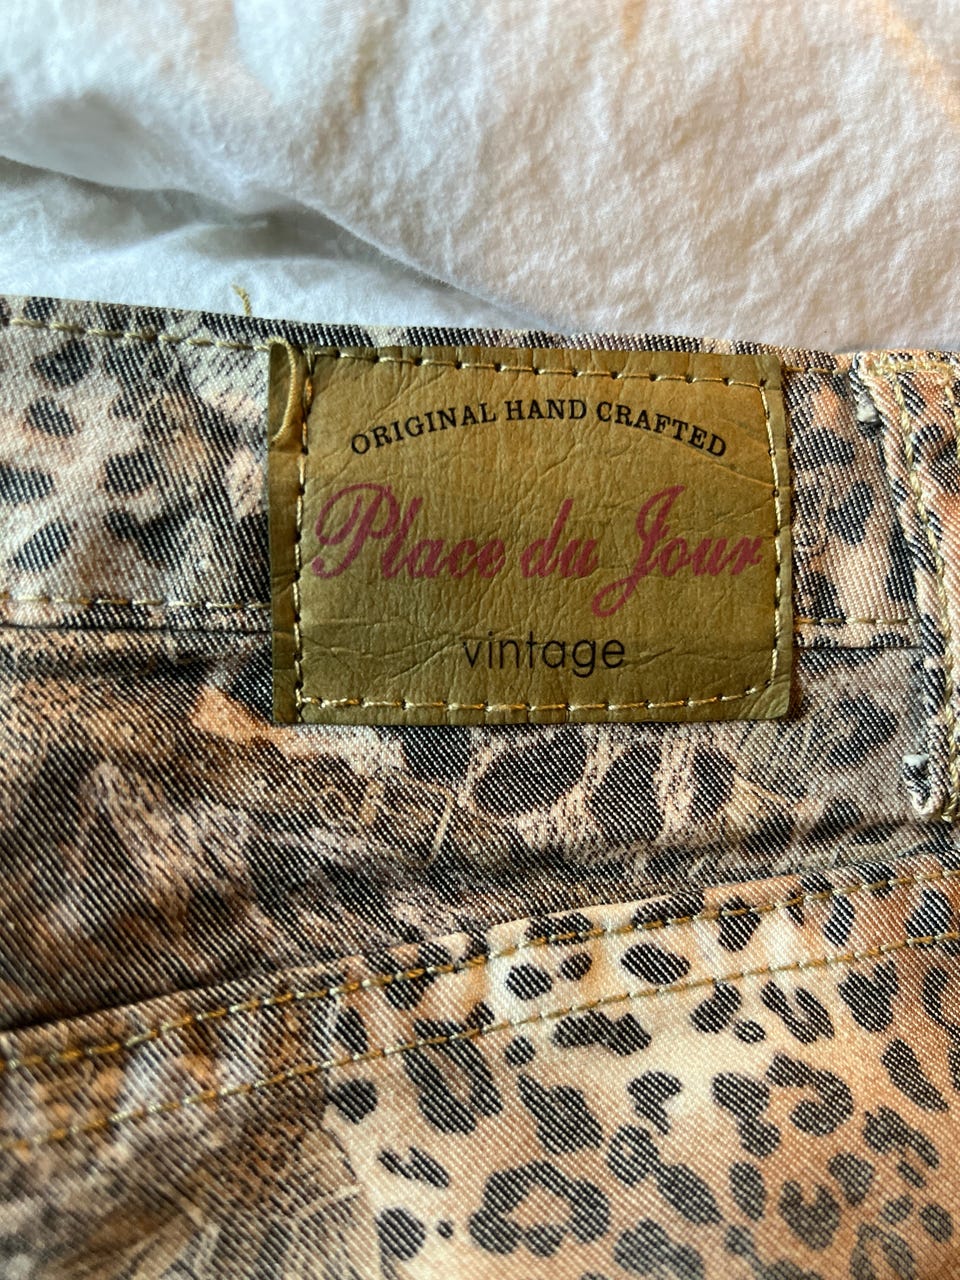 ORIGINAL HAND CRAFTED
Place du Jour
vintage